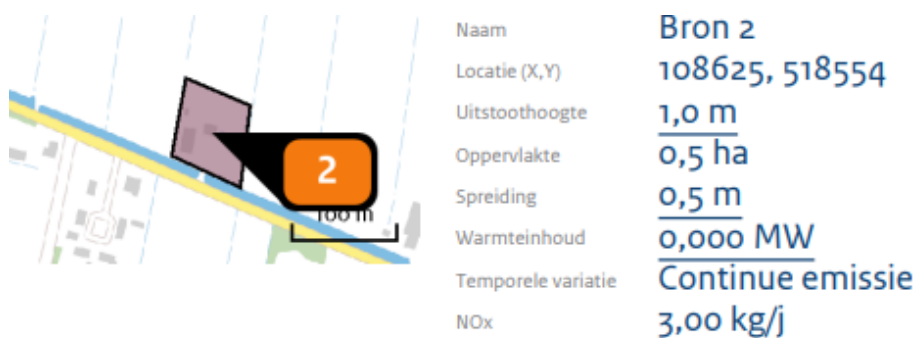 Naam Bron 2
Locatie (X,Y) 108625, 518554
Uitstoothoogte 1,0 m
Oppervlakte 0,5 ha
Spreiding 0,5 m
Warmteinhoud 0,000 MW
Temporele variatie Continue emissie
NOx 3,00 kg/j
2
100 m